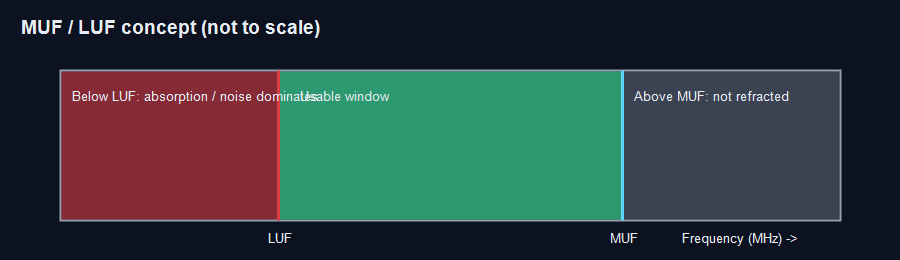 MUF / LUF concept (not to scale)
Below LUF: absorption / noise dominates
Usable window
Above MUF: not refracted
LUF
MUF
Frequency (MHz) ->